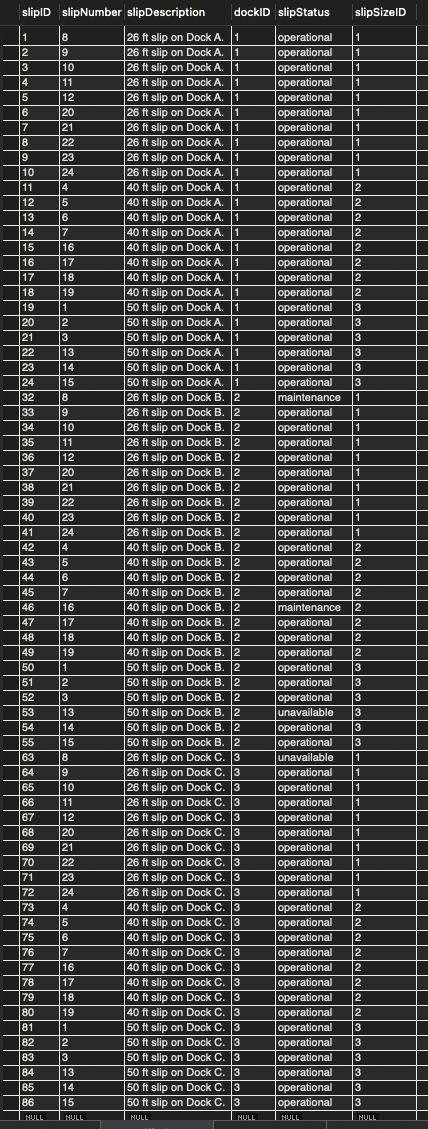 slipID slipNumber slipDescription dockID slipStatus slipSizeID
1 8 26 ft slip on Dock A. 1 operational 1
2 9 26 ft slip on Dock A. 1 operational 1
3 10 26 ft slip on Dock A. 1 operational 1
4 11 26 ft slip on Dock A. 1 operational 1
5 12 26 ft slip on Dock A. 1 operational 1
6 20 26 ft slip on Dock A. 1 operational 1
7 21 26 ft slip on Dock A. 1 operational 1
8 22 26 ft slip on Dock A. 1 operational 1
9 23 26 ft slip on Dock A. 1 operational 1
10 24 26 ft slip on Dock A. 1 operational 1
11 4 40 ft slip on Dock A. 1 operational 2
12 5 40 ft slip on Dock A. 1 operational 2
13 6 40 ft slip on Dock A. 1 operational 2
14 7 40 ft slip on Dock A. 1 operational 2
15 16 40 ft slip on Dock A. 1 operational 2
16 17 40 ft slip on Dock A. 1 operational 2
17 18 40 ft slip on Dock A. 1 operational 2
18 19 40 ft slip on Dock A. 1 operational 2
19 1 50 ft slip on Dock A. 1 operational 3
20 2 50 ft slip on Dock A. 1 operational 3
21 3 50 ft slip on Dock A. 1 operational 3
22 13 50 ft slip on Dock A. 1 operational 3
23 14 50 ft slip on Dock A. 1 operational 3
24 15 50 ft slip on Dock A. 1 operational 3
32 8 26 ft slip on Dock B. 2 maintenance 1
33 9 26 ft slip on Dock B. 2 operational 1
34 10 26 ft slip on Dock B. 2 operational 1
35 11 26 ft slip on Dock B. 2 operational 1
36 12 26 ft slip on Dock B. 2 operational 1
37 20 26 ft slip on Dock B. 2 operational 1
38 21 26 ft slip on Dock B. 2 operational 1
39 22 26 ft slip on Dock B. 2 operational 1
40 23 26 ft slip on Dock B. 2 operational 1
41 24 26 ft slip on Dock B. 2 operational 1
42 4 40 ft slip on Dock B. 2 operational 2
43 5 40 ft slip on Dock B. 2 operational 2
44 6 40 ft slip on Dock B. 2 operational 2
45 7 40 ft slip on Dock B. 2 operational 2
46 16 40 ft slip on Dock B. 2 maintenance 2
47 17 40 ft slip on Dock B. 2 operational 2
48 18 40 ft slip on Dock B. 2 operational 2
49 19 40 ft slip on Dock B. 2 operational 2
50 1 50 ft slip on Dock B. 2 operational 3
51 2 50 ft slip on Dock B. 2 operational 3
52 3 50 ft slip on Dock B. 2 operational 3
53 13 50 ft slip on Dock B. 2 unavailable 3
54 14 50 ft slip on Dock B. 2 operational 3
55 15 50 ft slip on Dock B. 2 operational 3
63 8 26 ft slip on Dock C. 3 unavailable 1
64 9 26 ft slip on Dock C. 3 operational 1
65 10 26 ft slip on Dock C. 3 operational 1
66 11 26 ft slip on Dock C. 3 operational 1
67 12 26 ft slip on Dock C. 3 operational 1
68 20 26 ft slip on Dock C. 3 operational 1
69 21 26 ft slip on Dock C. 3 operational 1
70 22 26 ft slip on Dock C. 3 operational 1
71 23 26 ft slip on Dock C. 3 operational 1
72 24 26 ft slip on Dock C. 3 operational 1
73 4 40 ft slip on Dock C. 3 operational 2
74 5 40 ft slip on Dock C. 3 operational 2
75 6 40 ft slip on Dock C. 3 operational 2
76 7 40 ft slip on Dock C. 3 operational 2
77 16 40 ft slip on Dock C. 3 operational 2
78 17 40 ft slip on Dock C. 3 operational 2
79 18 40 ft slip on Dock C. 3 operational 2
80 19 40 ft slip on Dock C. 3 operational 2
81 1 50 ft slip on Dock C. 3 operational 3
82 2 50 ft slip on Dock C. 3 operational 3
83 3 50 ft slip on Dock C. 3 operational 3
84 13 50 ft slip on Dock C. 3 operational 3
85 14 50 ft slip on Dock C. 3 operational 3
86 15 50 ft slip on Dock C. 3 operational 3
NULL NULL NULL NULL NULL NULL